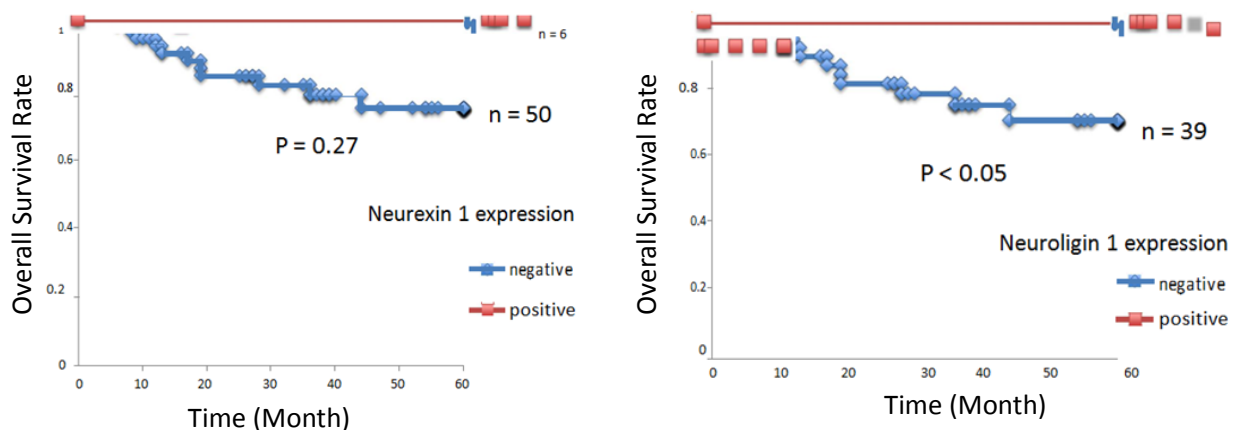 Overall Survival Rate
1
0.8
0.6
0.4
0.2
0
n = 6
n = 50
P = 0.27
Neurexin 1 expression
negative
positive
0 10 20 30 40 50 60
Time (Month)
Overall Survival Rate
0.8
0.6
0.4
0.2
0
n = 39
P < 0.05
Neuroligin 1 expression
negative
positive
0 10 20 30 40 50 60
Time (Month)